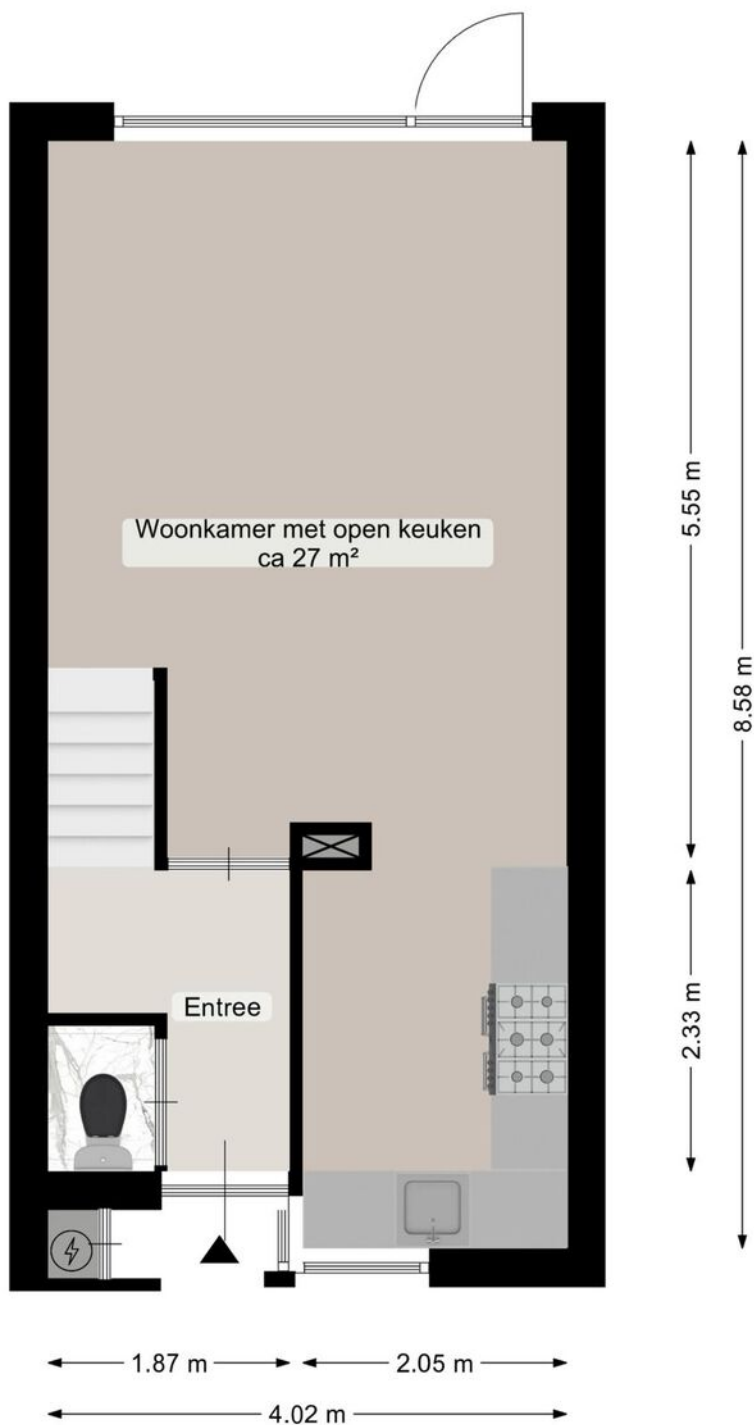 Woonkamer met open keuken
ca 27 m²
5.55 m
8.58 m
Entree
2.33 m
1.87 m
2.05 m
4.02 m